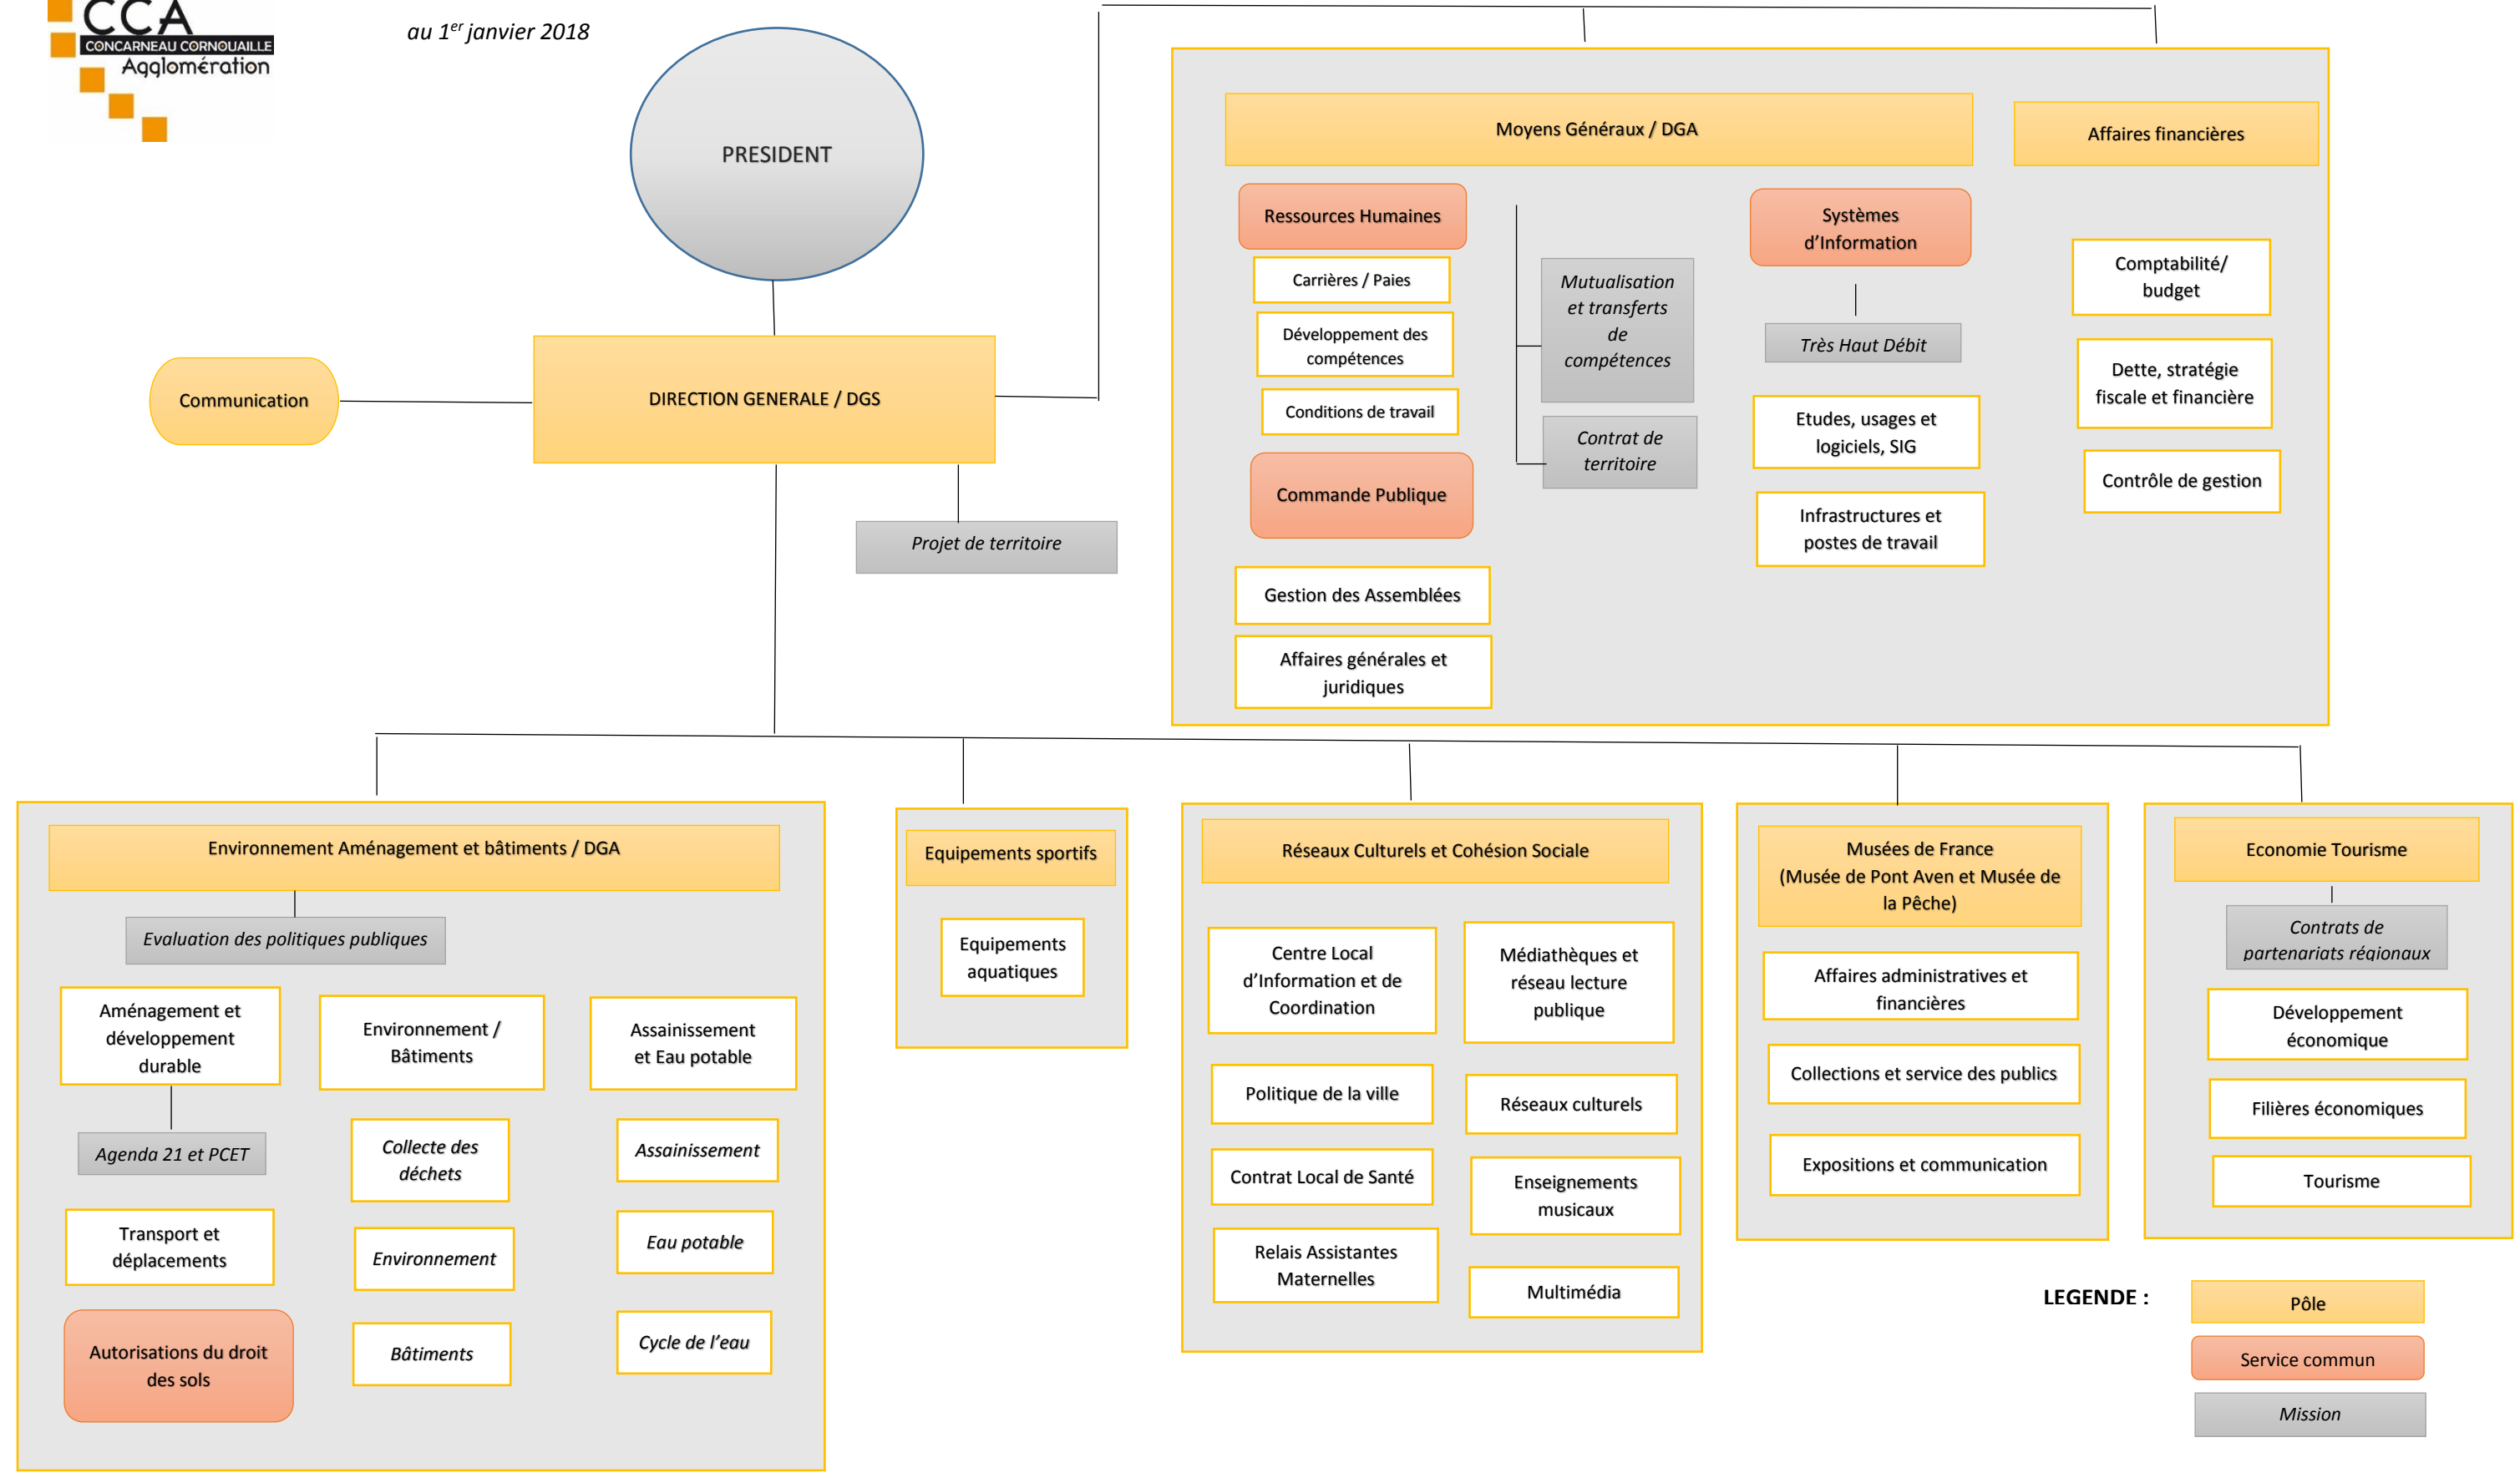 CCA
CONCARNEAU CORNOUAILLE
Agglomération
au 1er janvier 2018
PRESIDENT
Communication
DIRECTION GENERALE / DGS
Projet de territoire
Moyens Généraux / DGA
Affaires financières
Ressources Humaines
Carrières / Paies
Développement des
compétences
Conditions de travail
Commande Publique
Gestion des Assemblées
Affaires générales et
juridiques
Mutualisation
et transferts
de
compétences
Contrat de
territoire
Systèmes
d’Information
Très Haut Débit
Etudes, usages et
logiciels, SIG
Infrastructures et
postes de travail
Comptabilité/
budget
Dette, stratégie
fiscale et financière
Contrôle de gestion
Environnement Aménagement et bâtiments / DGA
Evaluation des politiques publiques
Aménagement et
développement
durable
Agenda 21 et PCET
Transport et
déplacements
Autorisations du droit
des sols
Environnement /
Bâtiments
Collecte des
déchets
Environnement
Bâtiments
Assainissement
et Eau potable
Assainissement
Eau potable
Cycle de l’eau
Equipements sportifs
Equipements
aquatiques
Réseaux Culturels et Cohésion Sociale
Centre Local
d’Information et de
Coordination
Politique de la ville
Contrat Local de Santé
Relais Assistantes
Maternelles
Médiathèques et
réseau lecture
publique
Réseaux culturels
Enseignements
musicaux
Multimédia
Musées de France
(Musée de Pont Aven et Musée de
la Pêche)
Affaires administratives et
financières
Collections et service des publics
Expositions et communication
Economie Tourisme
Contrats de
partenariats régionaux
Développement
économique
Filières économiques
Tourisme
LEGENDE :
Pôle
Service commun
Mission